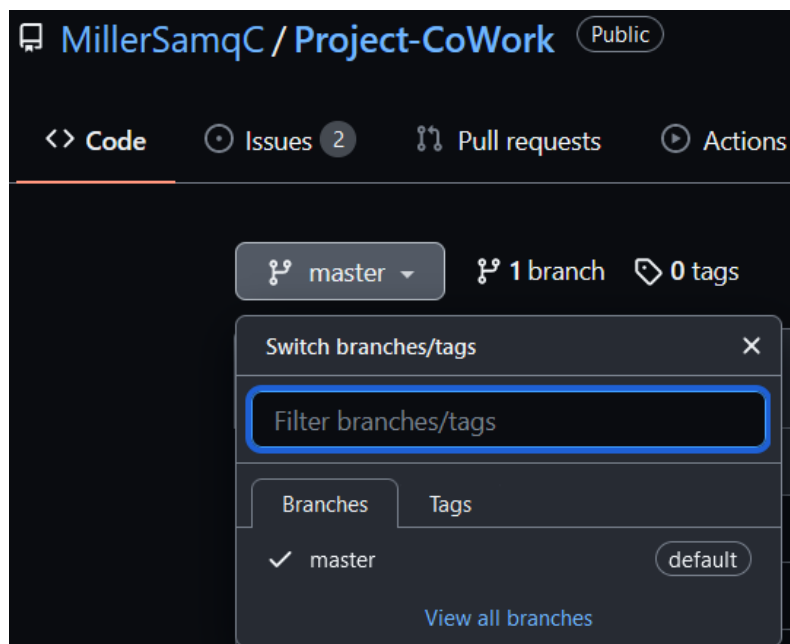 MillerSamqC / Project-CoWork Public
Code Issues 2 Pull requests Actions
master 1 branch 0 tags
Switch branches/tags
Filter branches/tags
Branches Tags
master default
View all branches